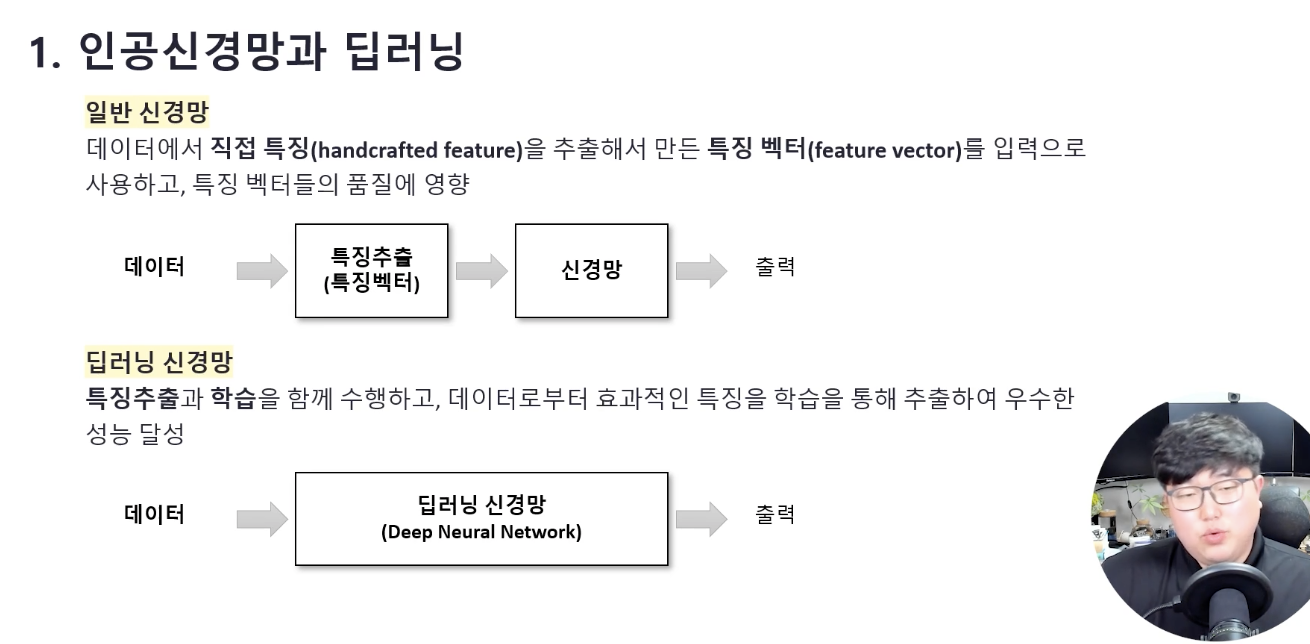 1. 인공신경망과 딥러닝
일반 신경망
데이터에서 직접 특징(handcrafted feature)을 추출해서 만든 특징 벡터(feature vector)를 입력으로
사용하고, 특징 벡터들의 품질에 영향
데이터
특징추출
(특징벡터)
신경망
출력
딥러닝 신경망
특징추출과 학습을 함께 수행하고, 데이터로부터 효과적인 특징을 학습을 통해 추출하여 우수한
성능 달성
데이터
딥러닝 신경망
(Deep Neural Network)
출력